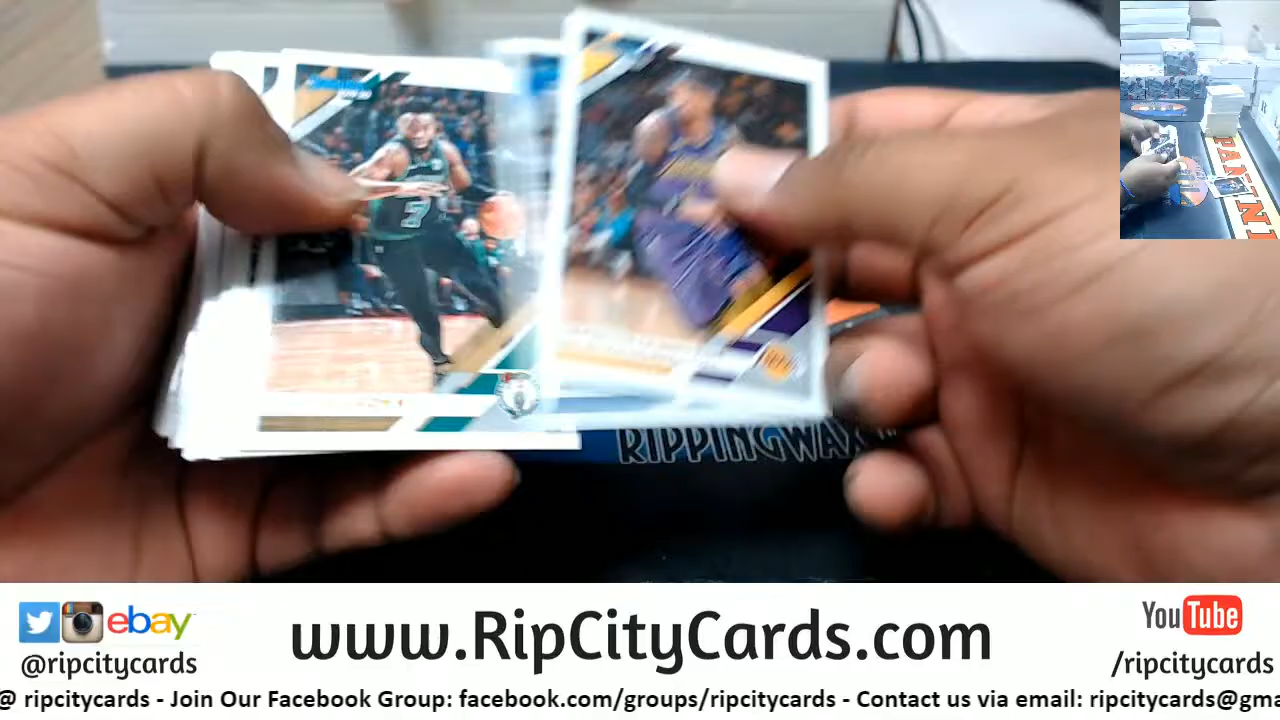 3
PANINI
RIPPINGWAX
ebay
@ripcitycards
www.RipCityCards.com
YouTube
/ripcitycards
@ ripcitycards - Join Our Facebook Group: facebook.com/groups/ripcitycards - Contact us via email: ripcitycards@gma